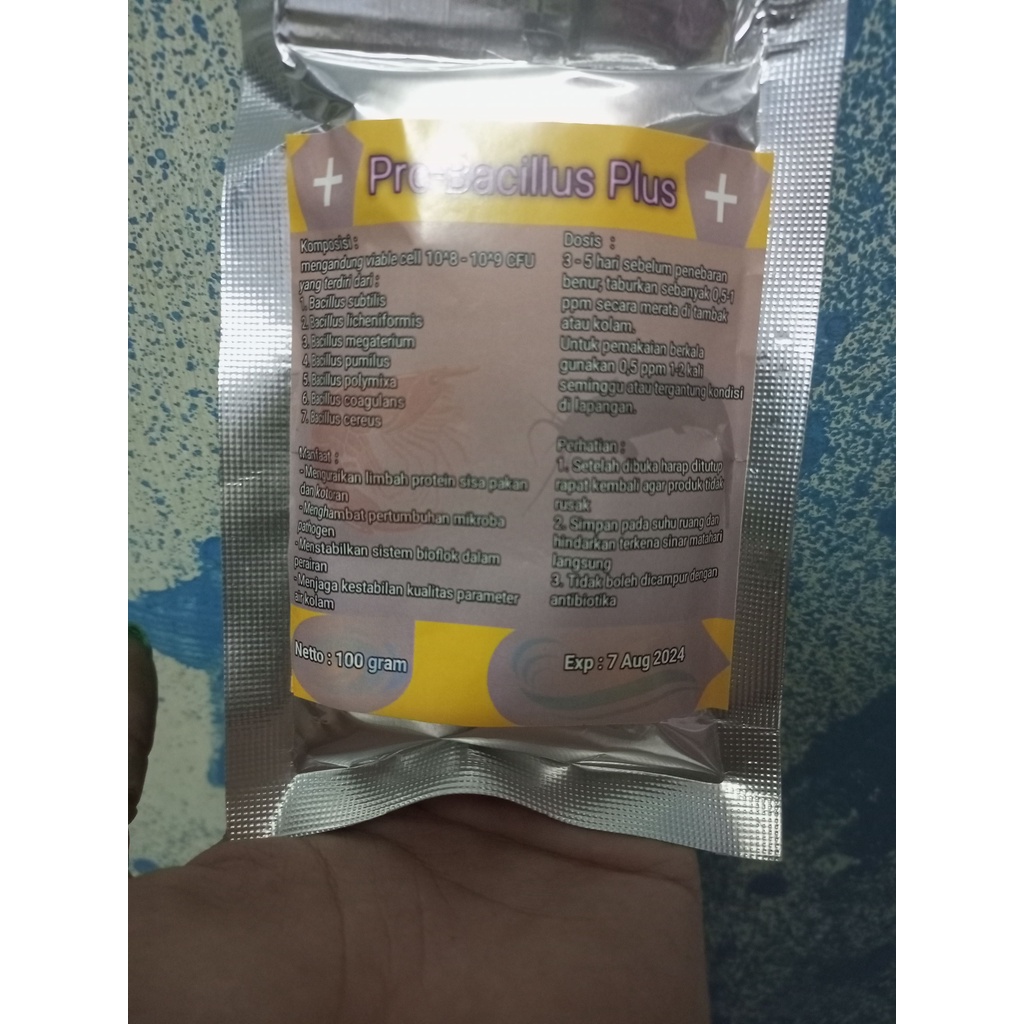 Pro-Bacillus Plus
Komposisi :
mengandung viable cell 10^8 - 10^9 CFU
yang terdiri dari :
1. Bacillus subtilis
2. Bacillus licheniformis
3. Bacillus megaterium
4. Bacillus pumilus
5. Bacillus polymixa
6. Bacillus coagulans
7. Bacillus cereus
Manfaat :
- Menguraikan limbah protein sisa pakan
dan kotoran
- Menghambat pertumbuhan mikroba
pathogen
- Menstabilkan sistem bioflok dalam
perairan
- Menjaga kestabilan kualitas parameter
air kolam
Netto : 100 gram
Dosis :
3 - 5 hari sebelum penebaran
benur, taburkan sebanyak 0,5-1
ppm secara merata di tambak
atau kolam.
Untuk pemakaian berkala
gunakan 0,5 ppm 1-2 kali
seminggu atau tergantung kondisi
di lapangan.
Perhatian :
1. Setelah dibuka harap ditutup
rapat kembali agar produk tidak
rusak
2. Simpan pada suhu ruang dan
hindarkan terkena sinar matahari
langsung
3. Tidak boleh dicampur dengan
antibiotika
Exp : 7 Aug 2024